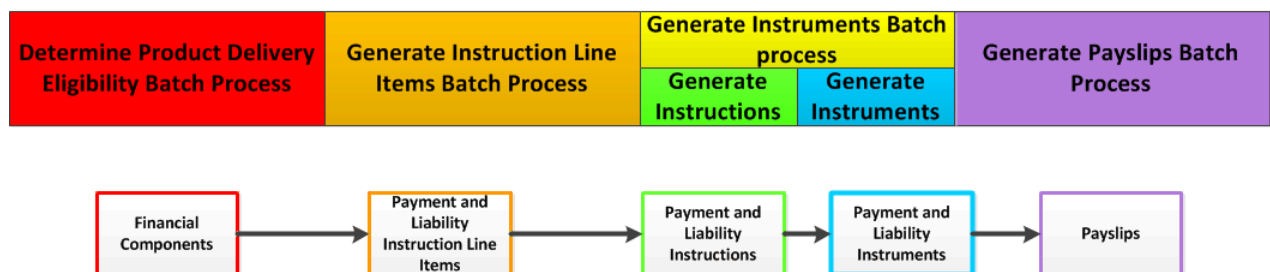 Determine Product Delivery
Eligibility Batch Process
Generate Instruction Line
Items Batch Process
Generate Instruments Batch
process
Generate
Instructions
Generate
Instruments
Generate Payslips Batch
Process
Financial
Components
Payment and
Liability
Instruction Line
Items
Payment and
Liability
Instructions
Payment and
Liability
Instruments
Payslips